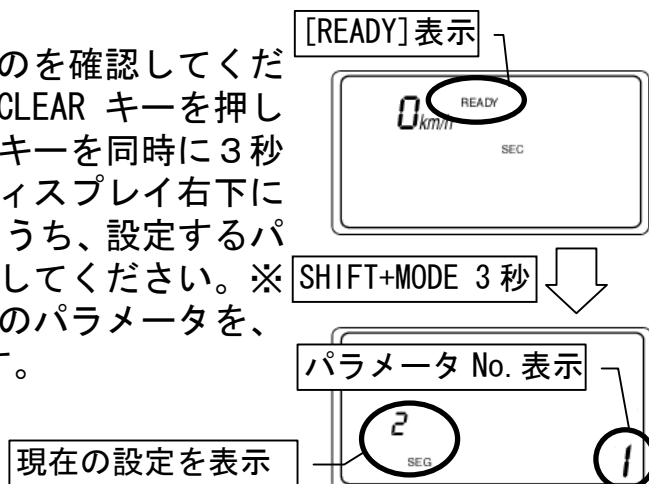 [READY]表示
のを確認してくだ
CLEAR キーを押し
キーを同時に３秒
ィスプレイ右下に
うち、設定するパ
してください。※
のパラメータを、
す。
0km/h
READY
SEC
SHIFT+MODE 3 秒
パラメータ No. 表示
2
SEG
1
現在の設定を表示